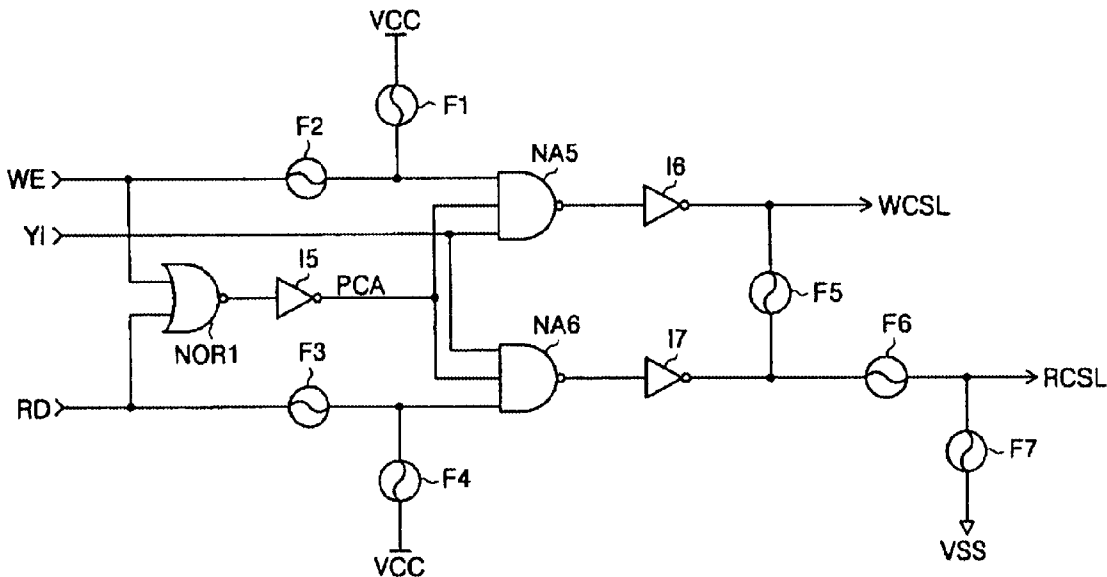 VCC
F1
F2
NA5
I6
WE
WCSL
YI
I5
PCA
F5
NA6
I7
F6
NOR1
F3
RCSL
RD
F4
F7
VCC
VSS